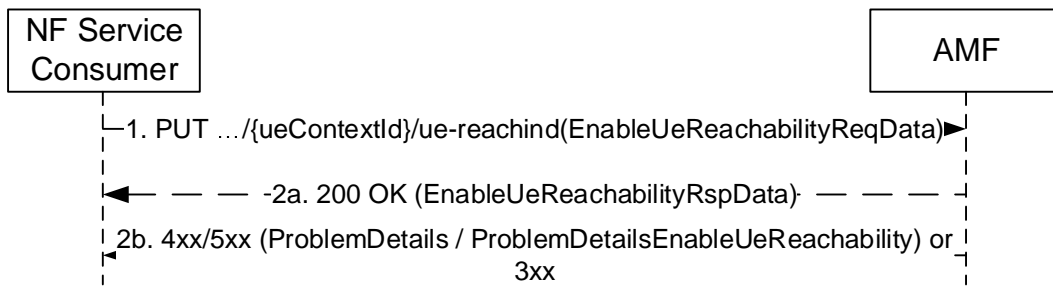 NF Service
Consumer
AMF
1. PUT …/{ueContextId}/ue-reachind(EnableUeReachabilityReqData)
2a. 200 OK (EnableUeReachabilityRspData)
2b. 4xx/5xx (ProblemDetails / ProblemDetailsEnableUeReachability) or
3xx